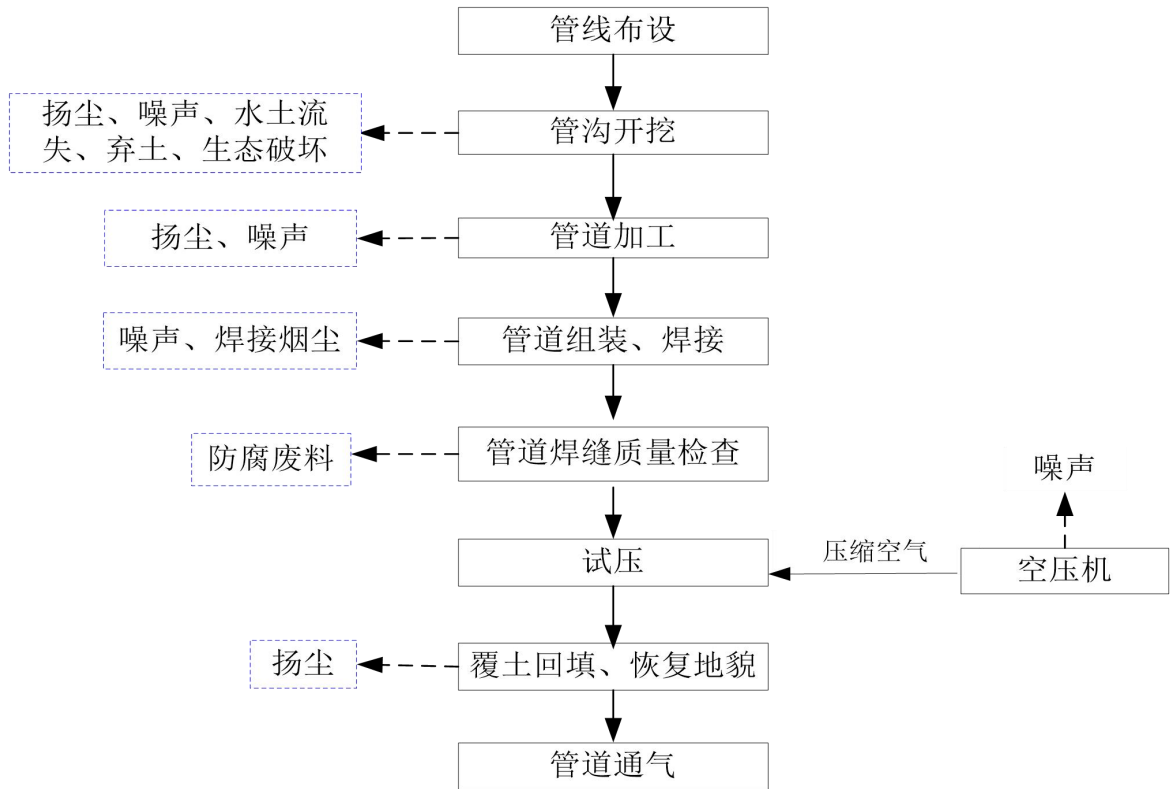 管线布设
扬尘、噪声、水土流
失、弃土、生态破坏
管沟开挖
扬尘、噪声
管道加工
噪声、焊接烟尘
管道组装、焊接
防腐废料
管道焊缝质量检查
噪声
试压
压缩空气
空压机
扬尘
覆土回填、恢复地貌
管道通气